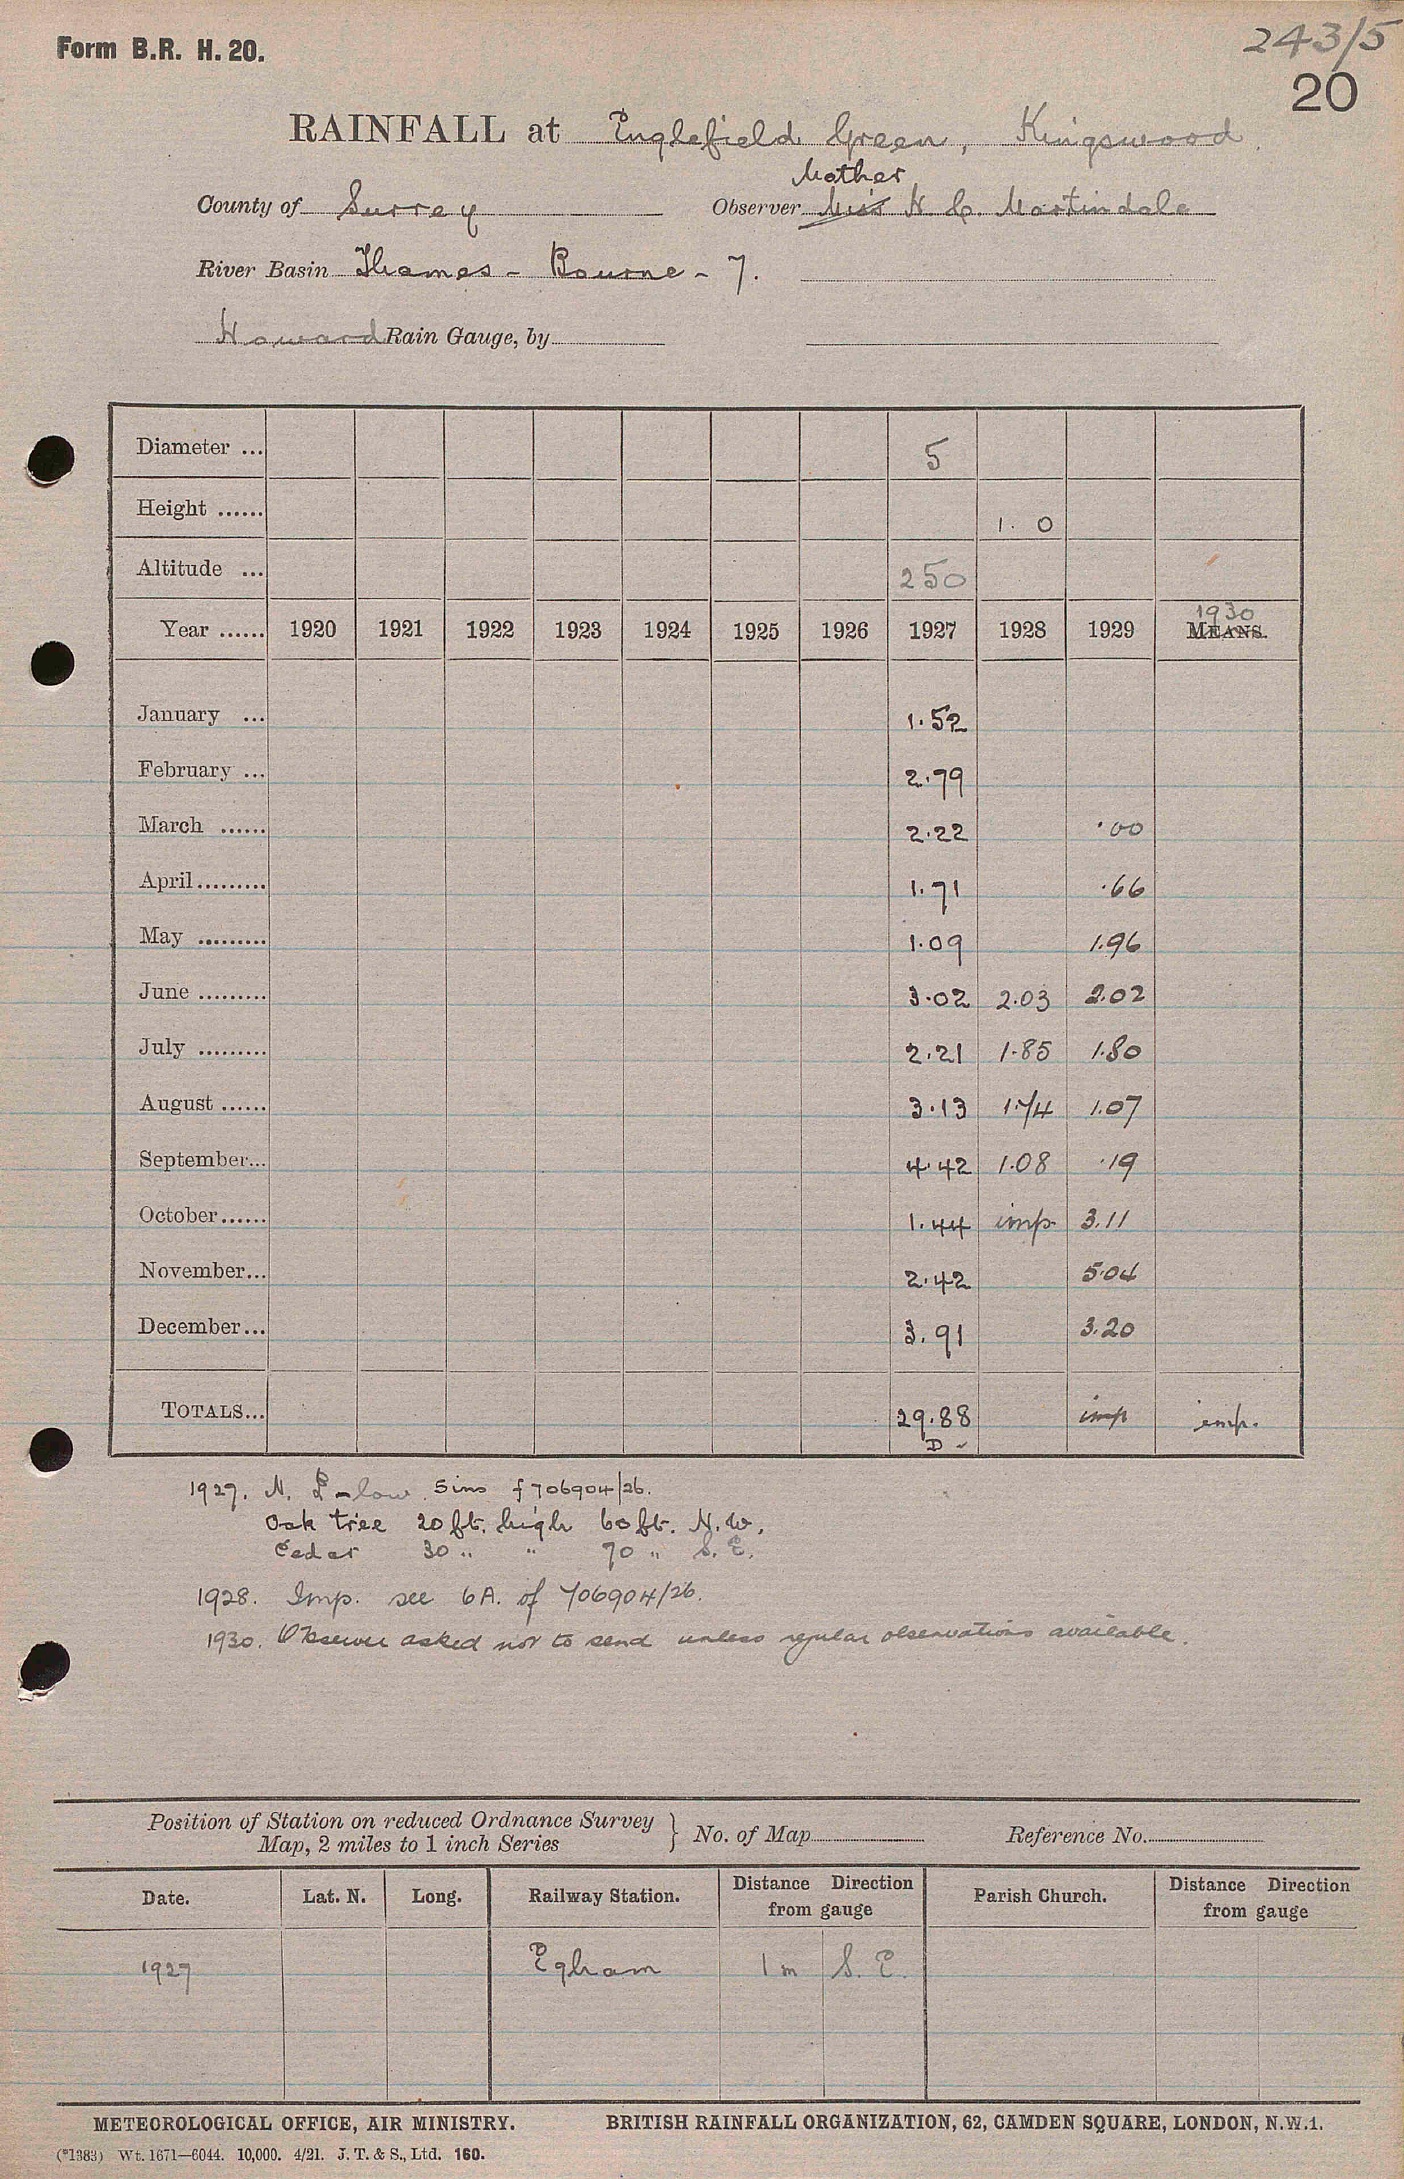 Form B.R. H. 20.
243/5
20
RAINFALL at Englefield Green, Kingswood
Mother
County of Surrey Observer Miss H. C. Martindale
River Basin Thames - Bourne - 7.
Howard Rain Gauge, by
Diameter ... 5
Height ...... 1. 0
Altitude ... 250
1930
Year ...... 1920 1921 1922 1923 1924 1925 1926 1927 1928 1929 MEANS.
January ... 1.52
February ... 2.79
March ...... 2.22 .00
April......... 1.71 .66
May ......... 1.09 1.96
June ......... 3.02 2.03 2.02
July ......... 2.21 1.85 1.80
August ...... 3.13 1.74 1.07
September... 4.42 1.08 .19
October...... 1.44 imp. 3.11
November... 2.42 5.04
December... 3.91 3.20
TOTALS... 29.88 imp imp.
D
1927. N. 5ins f 706904/26.
Oak tree 20 ft. high 60 ft. N.W.
Cedar 30 " " 70 " S.E.
1928. Imp. see 6A. of 706904/26.
1930. Observer asked not to send unless regular observations available.
Position of Station on reduced Ordnance Survey
Map, 2 miles to 1 inch Series } No. of Map Reference No.
Date. Lat. N. Long. Railway Station. Distance Direction from gauge Parish Church. Distance Direction from gauge
1927 Egham 1 m S.E.
METEOROLOGICAL OFFICE, AIR MINISTRY. BRITISH RAINFALL ORGANIZATION, 62, CAMDEN SQUARE, LONDON, N.W.1.
(*1383) Wt. 1671—6044. 10,000. 4/21. J. T. & S., Ltd. 160.